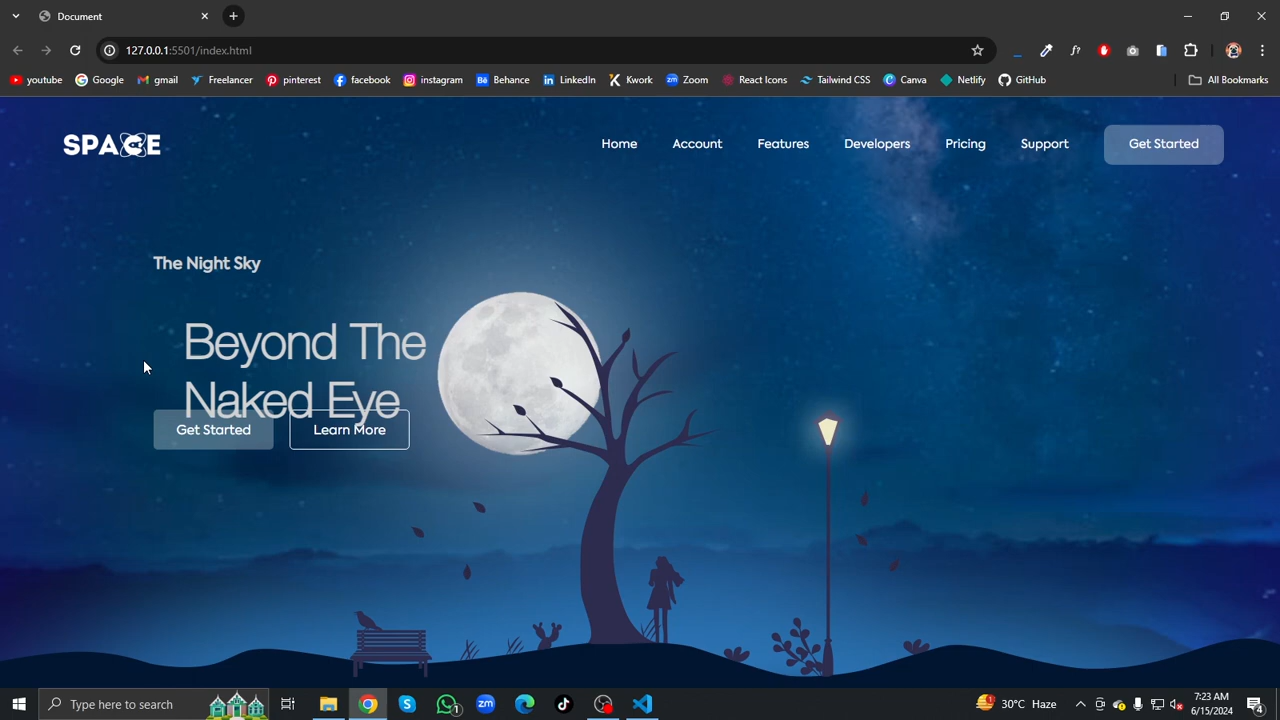 Document
127.0.0.1:5501/index.html
f?
youtube Google gmail Freelancer pinterest facebook instagram Behance LinkedIn Kwork Zoom React Icons Tailwind CSS Canva Netlify GitHub All Bookmarks
SPACE Home Account Features Developers Pricing Support Get Started
The Night Sky
Beyond The
Naked Eye
Get Started Learn More
Type here to search
30°C Haze
7:23 AM
6/15/2024